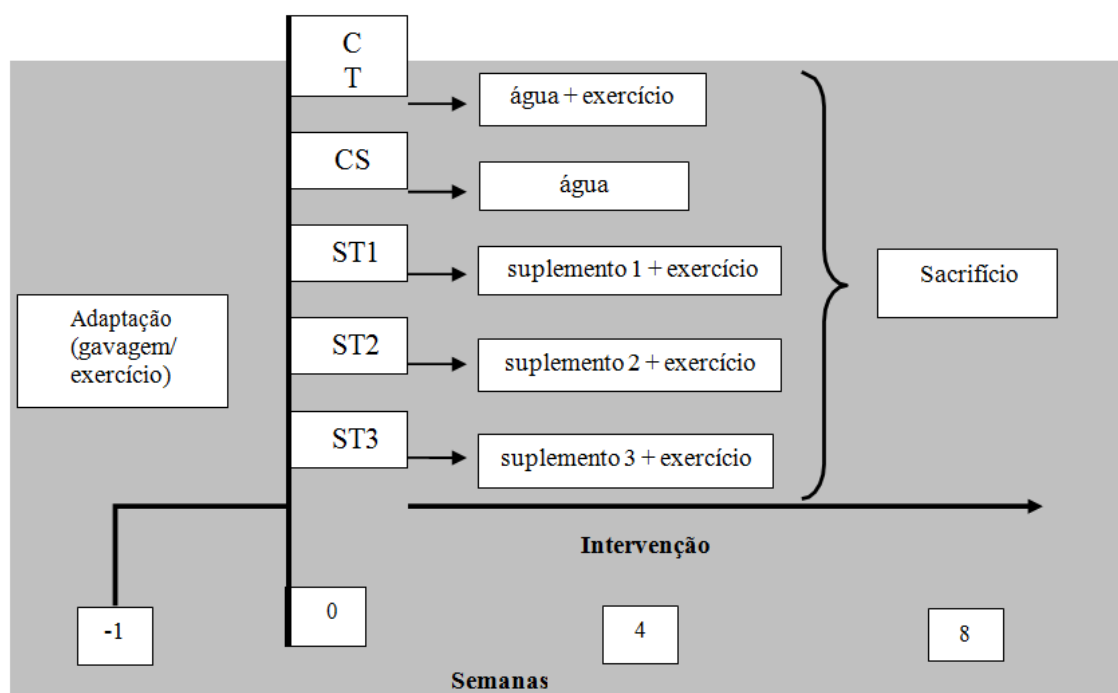 C
T
água + exercício
CS
água
ST1
suplemento 1 + exercício
Sacrifício
Adaptação
(gavagem/
exercício)
ST2
suplemento 2 + exercício
ST3
suplemento 3 + exercício
Intervenção
-1
0
4
8
Semanas